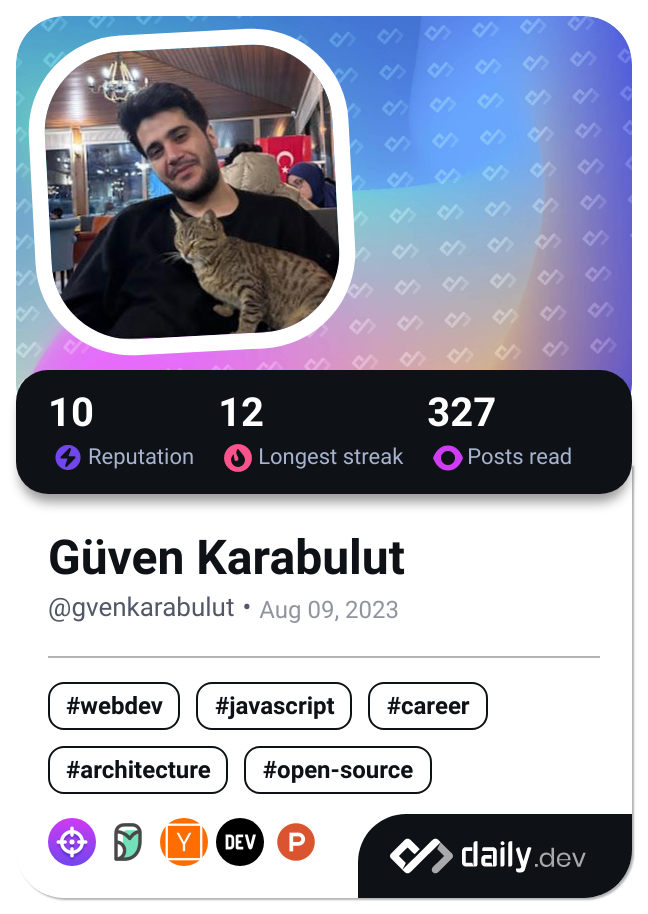 10 12 327
Reputation Longest streak Posts read
Güven Karabulut
@gvenkarabulut • Aug 09, 2023
#webdev #javascript #career
#architecture #open-source
Y DEV P
daily.dev